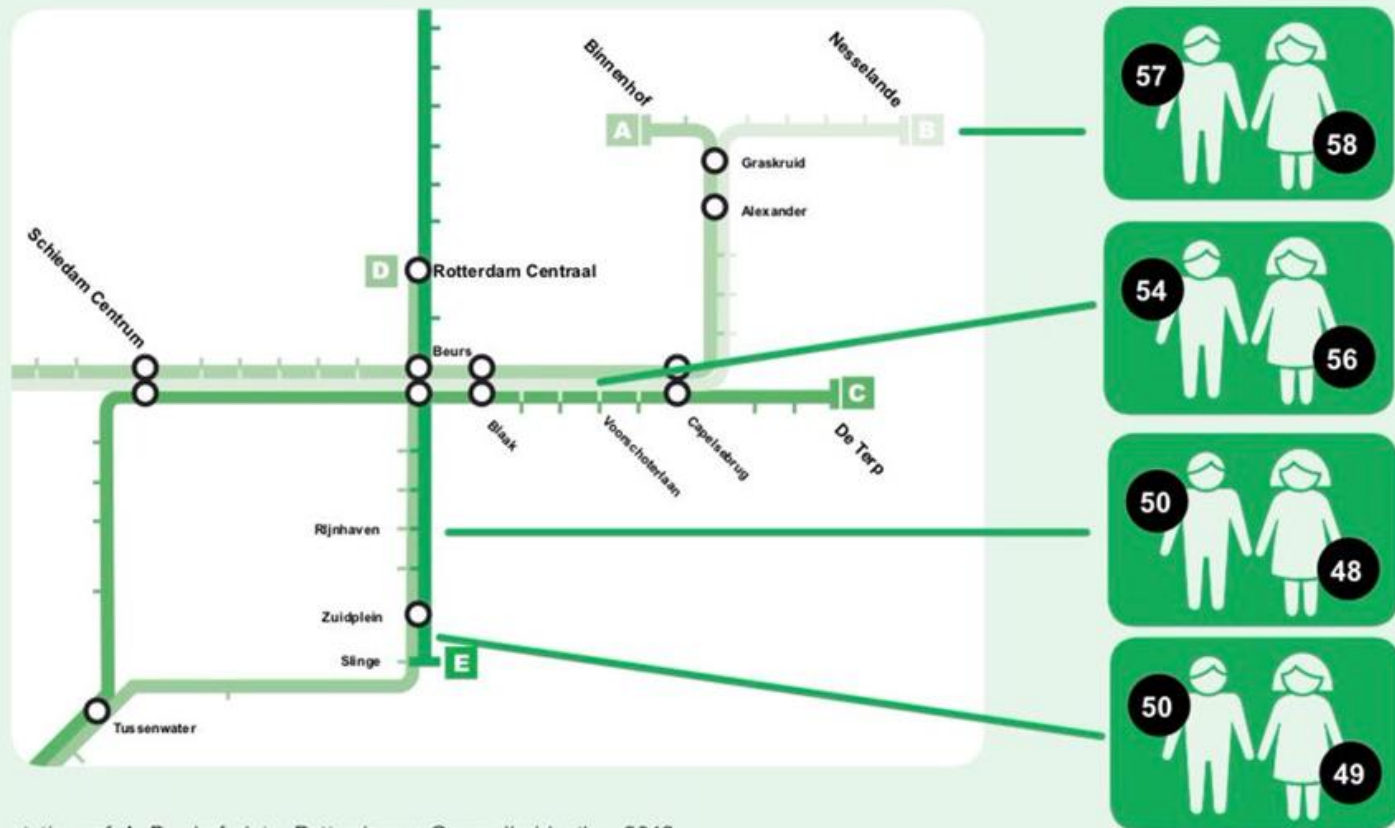 Binnenhof
Nesselande
A
B
57
58
Graskruid
Alexander
Schiedam Centrum
D
Rotterdam Centraal
54
56
Beurs
C
Blaak
Voorschoterlaan
Capelsebrug
De Terp
Rijnhaven
50
48
Zuidplein
Slinge
E
Tussenwater
50
49